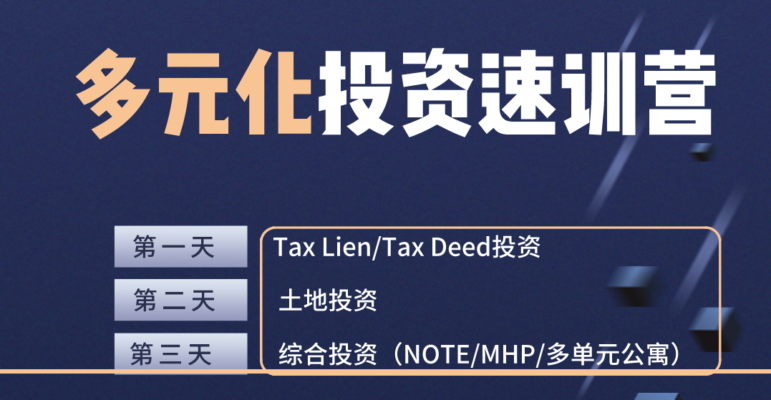 多元化投资速训营
第一天 Tax Lien/Tax Deed投资
第二天 土地投资
第三天 综合投资（NOTE/MHP/多单元公寓）